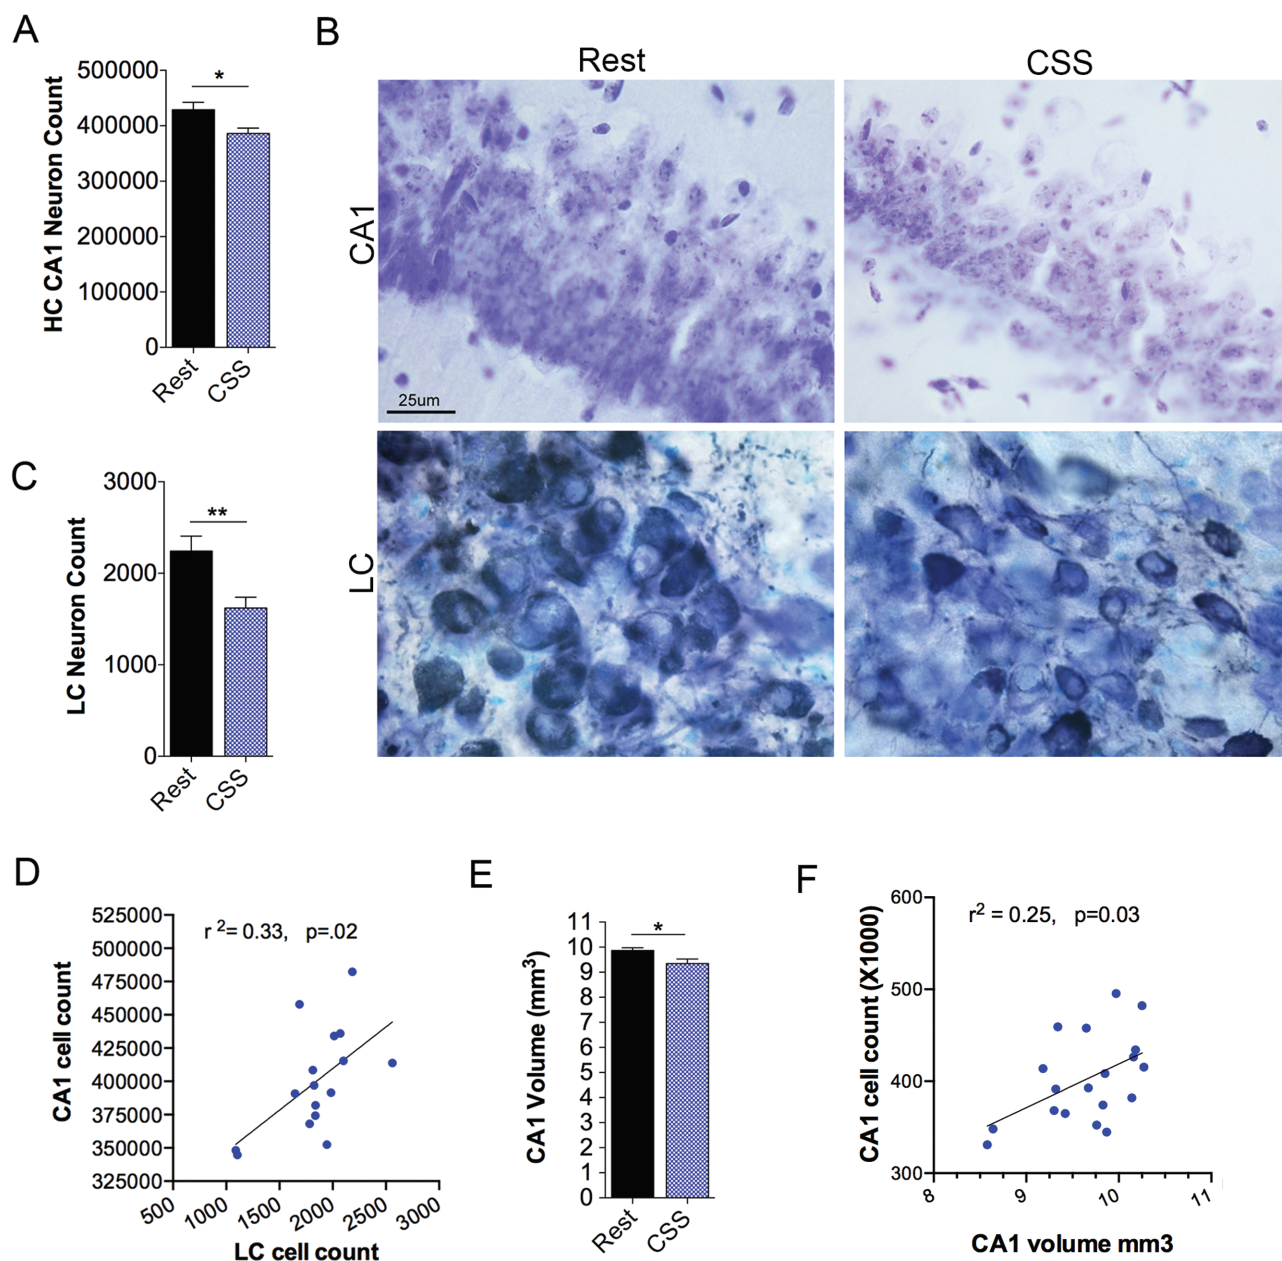 A
HC CA1 Neuron Count
500000
400000
300000
200000
100000
0
*
Rest
CSS
B
Rest
CSS
CA1
25um
LC
C
LC Neuron Count
3000
2000
1000
0
**
Rest
CSS
D
CA1 cell count
525000
500000
475000
450000
425000
400000
375000
350000
325000
r 2= 0.33, p=.02
500
1000
1500
2000
2500
3000
LC cell count
E
CA1 Volume (mm3)
11
10
9
8
7
6
5
4
3
2
1
0
*
Rest
CSS
F
CA1 cell count (X1000)
600
500
400
300
r2 = 0.25, p=0.03
8
9
10
11
CA1 volume mm3